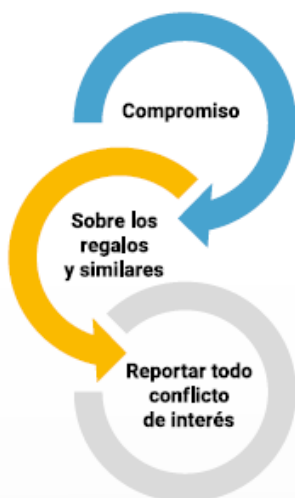 Compromiso
Sobre los
regalos
y similares
Reportar todo
conflicto
de interés